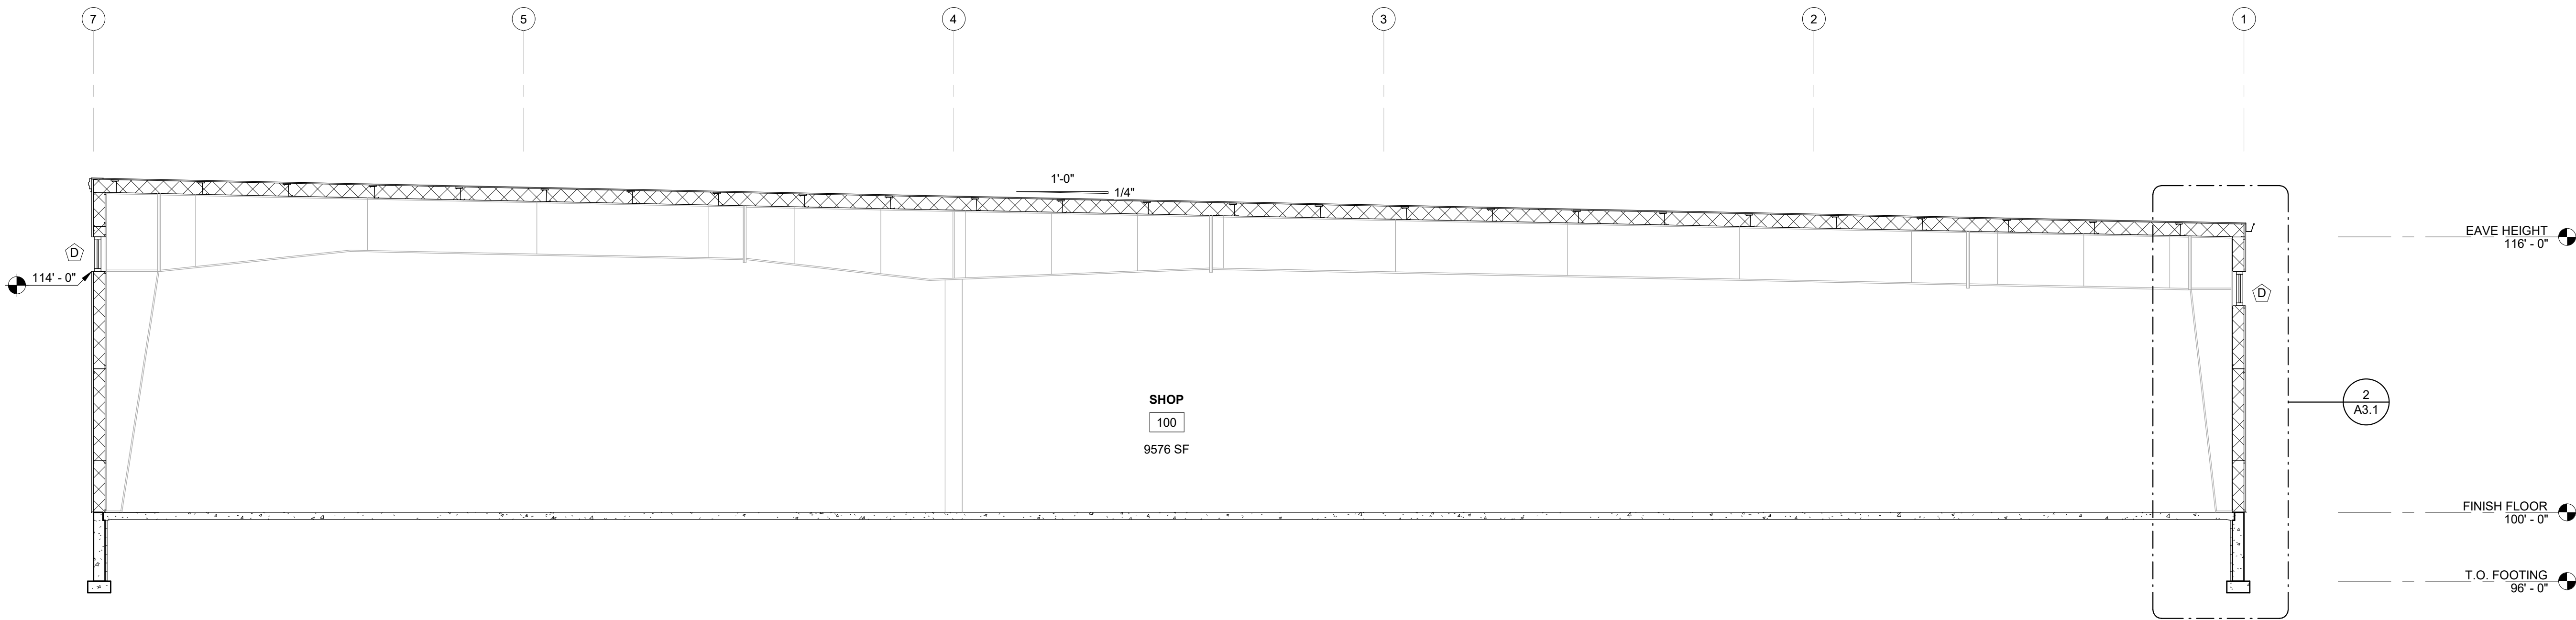 7 5 4 3 2 1
1'-0"
1/4"
EAVE HEIGHT
116' - 0"
D
114' - 0"
D
SHOP
100
9576 SF
2
A3.1
FINISH FLOOR
100' - 0"
T.O. FOOTING
96' - 0"